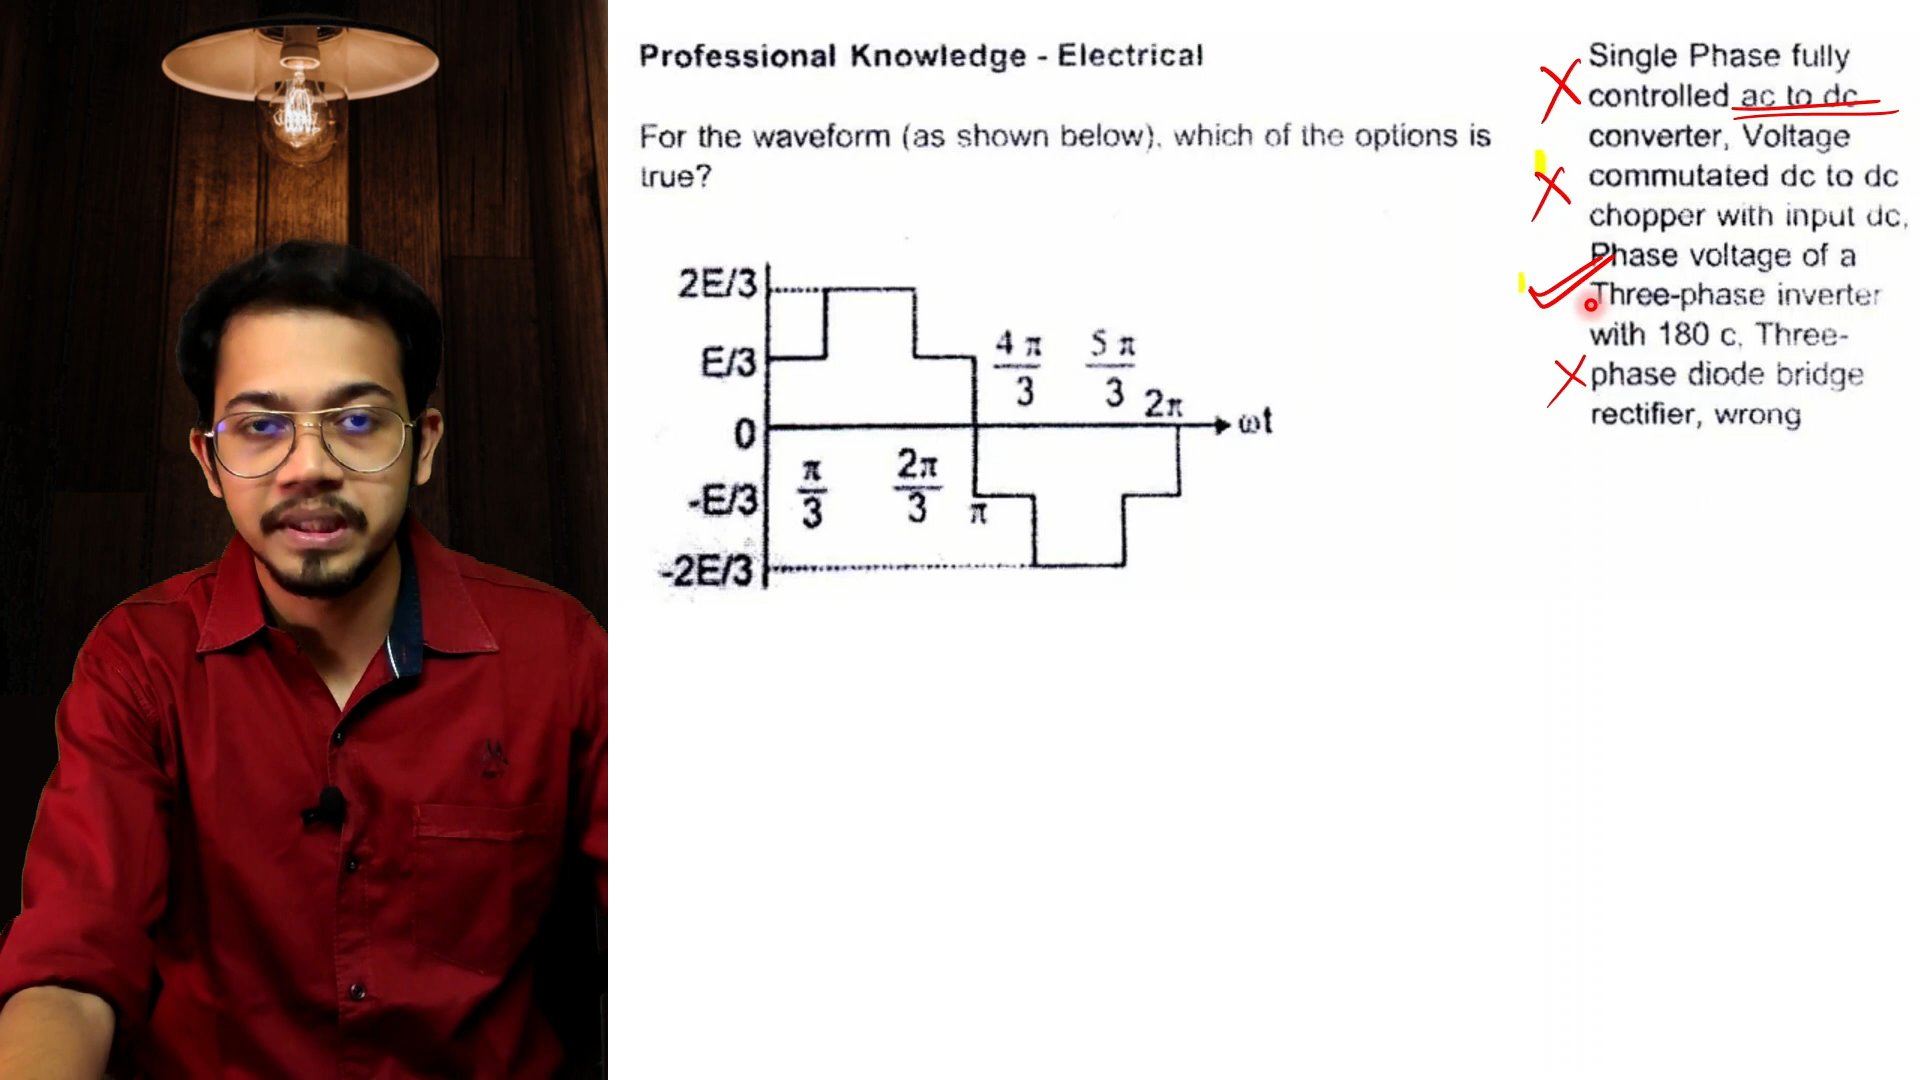 Professional Knowledge - Electrical
For the waveform (as shown below), which of the options is
true?
2E/3
E/3
0
-E/3
-2E/3
π/3
2π/3
π
4π/3
5π/3
2π
ωt
Single Phase fully
controlled ac to dc
converter, Voltage
commutated dc to dc
chopper with input dc,
Phase voltage of a
Three-phase inverter
with 180 c, Three-
phase diode bridge
rectifier, wrong